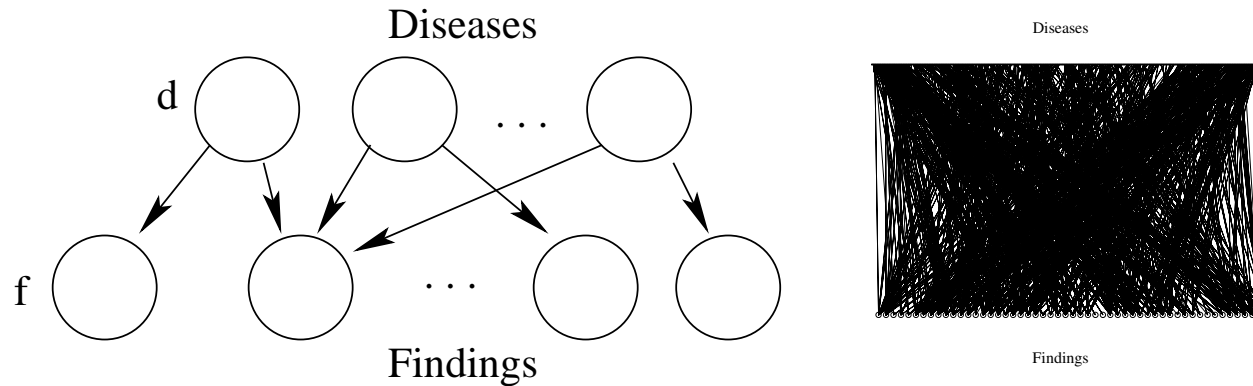 Diseases
d
. . .
f
. . .
Findings
Diseases
Findings